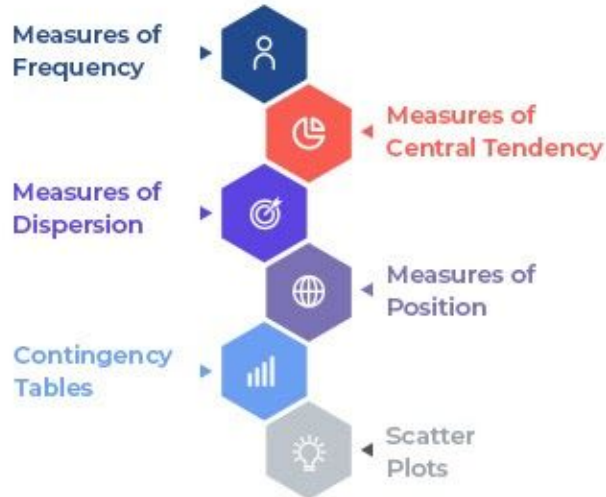 Measures of
Frequency
Measures of
Central Tendency
Measures of
Dispersion
Measures of
Position
Contingency
Tables
Scatter
Plots